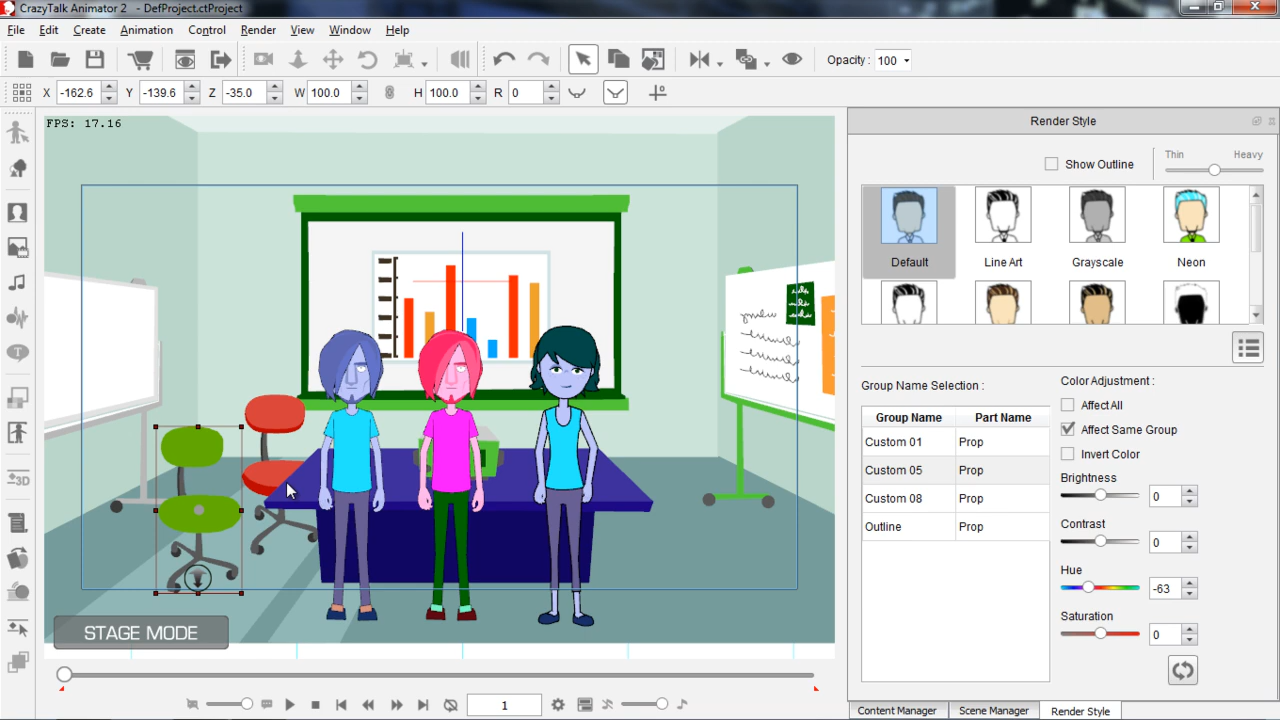 CrazyTalk Animator 2 - DefProject.ctProject
File Edit Create Animation Control Render View Window Help
Opacity : 100
X -162.6 Y -139.6 Z -35.0 W 100.0 H 100.0 R 0
FPS: 17.16
Render Style
Show Outline
Thin Heavy
Default Line Art Grayscale Neon
Group Name Selection :
Group Name Part Name
Custom 01 Prop
Custom 05 Prop
Custom 08 Prop
Outline Prop
Color Adjustment :
Affect All
Affect Same Group
Invert Color
Brightness
0
Contrast
0
Hue
-63
Saturation
0
STAGE MODE
1
Content Manager Scene Manager Render Style